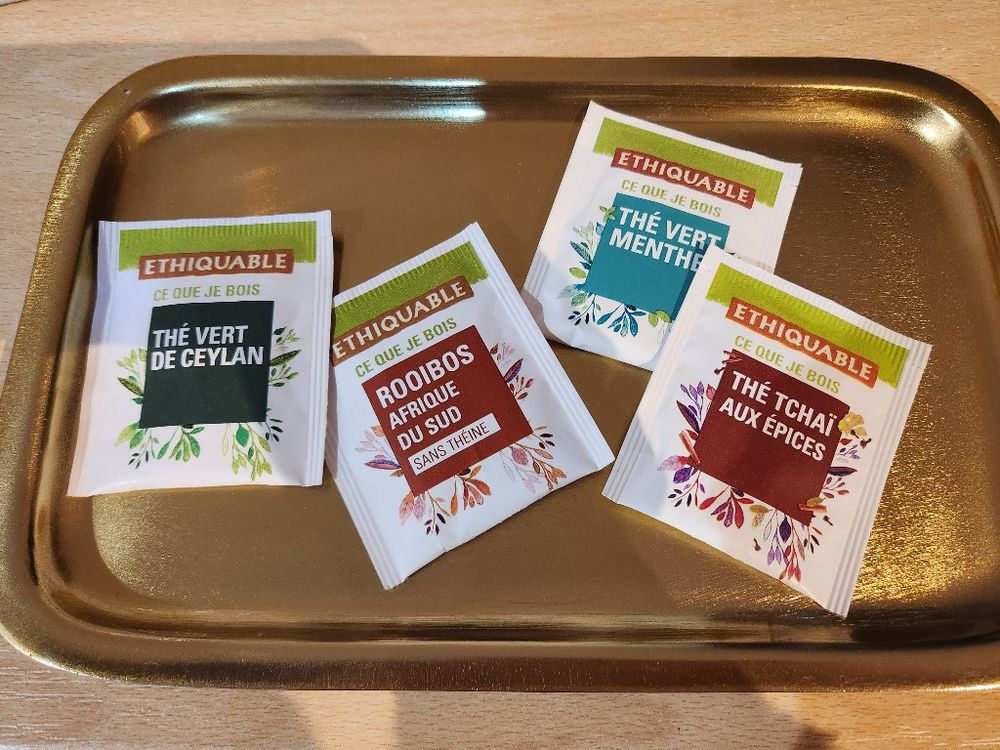 ETHIQUABLE
CE QUE JE BOIS
THÉ VERT
DE CEYLAN
ETHIQUABLE
CE QUE JE BOIS
ROOIBOS
AFRIQUE
DU SUD
SANS THÉINE
ETHIQUABLE
CE QUE JE BOIS
THÉ VERT
MENTHE
ETHIQUABLE
CE QUE JE BOIS
THÉ TCHAÏ
AUX ÉPICES